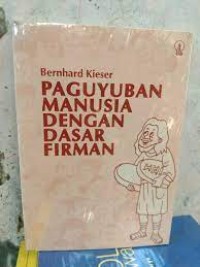 Bernhard Kieser
PAGUYUBAN
MANUSIA
DENGAN
DASAR
FIRMAN